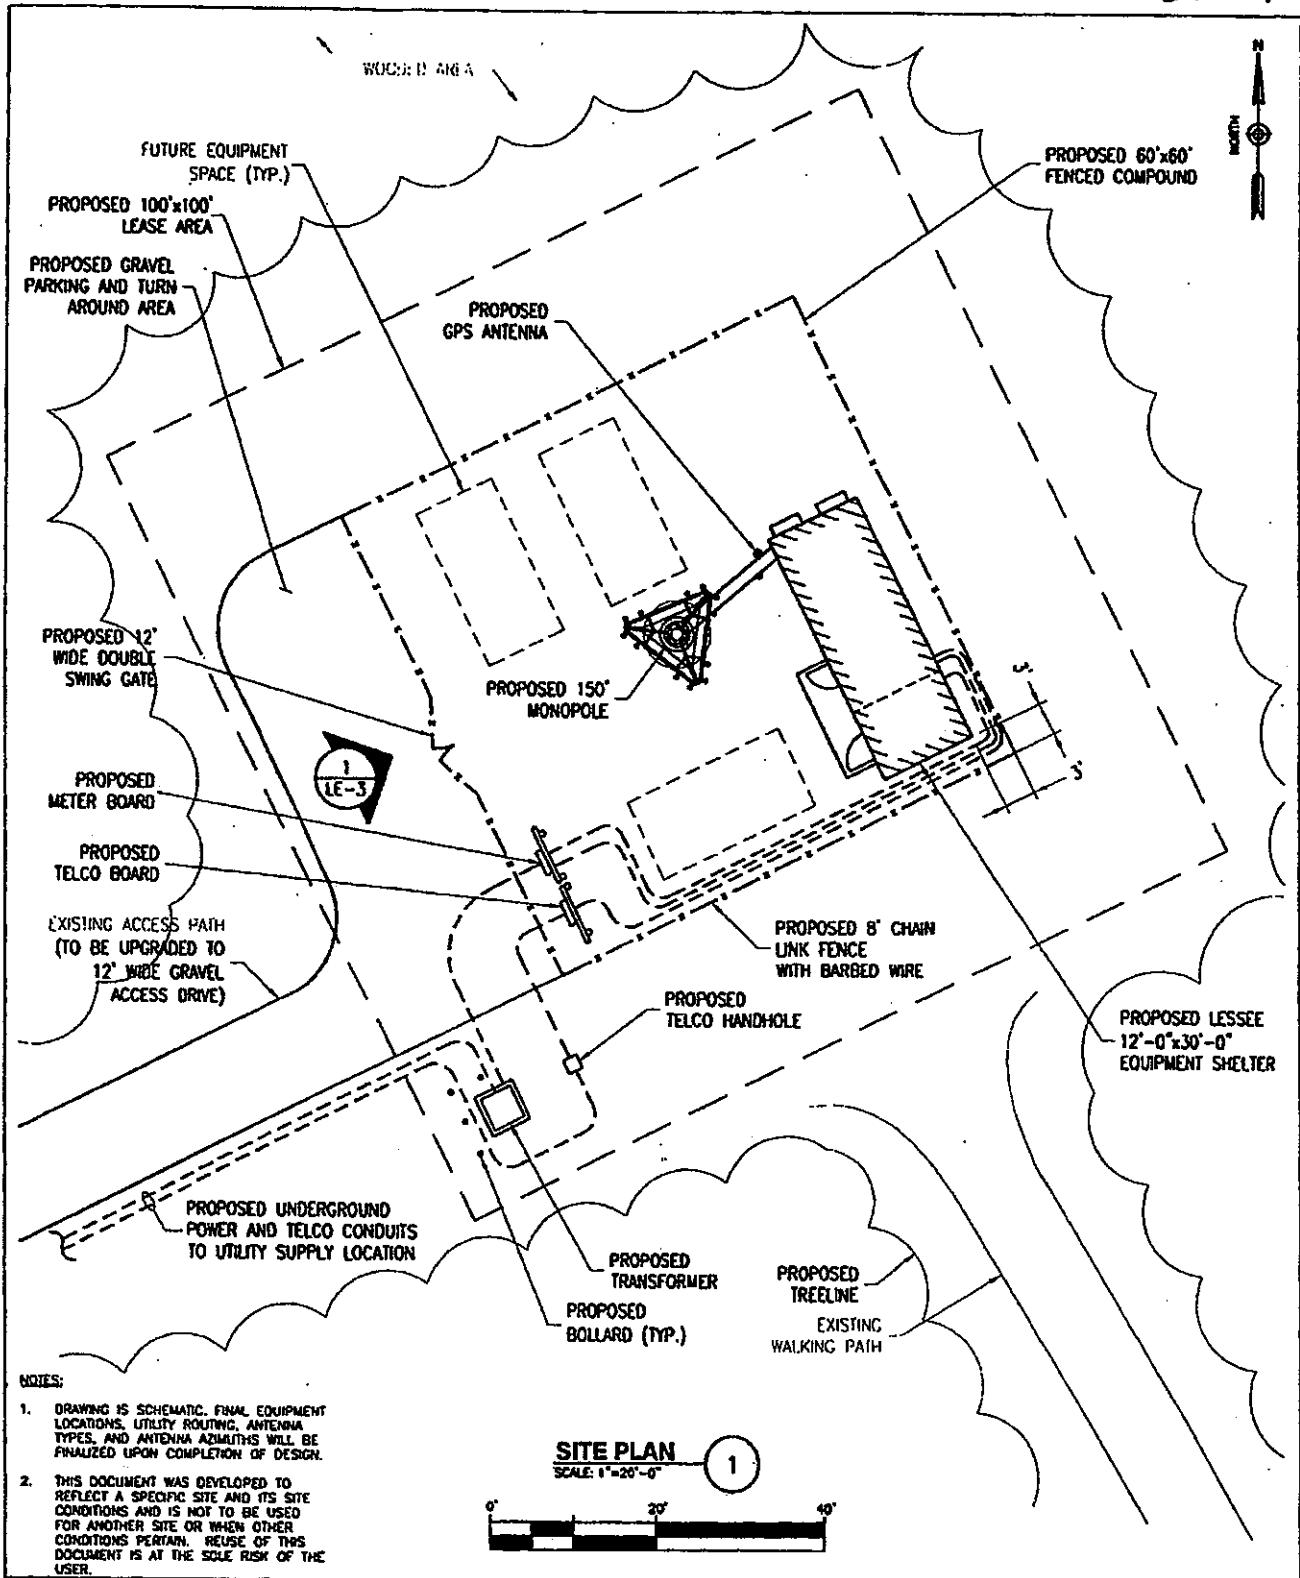 WOODED AREA
N
NORTH
FUTURE EQUIPMENT
SPACE (TYP.)
PROPOSED 60'x60'
FENCED COMPOUND
PROPOSED 100'x100'
LEASE AREA
PROPOSED GRAVEL
PARKING AND TURN
AROUND AREA
PROPOSED
GPS ANTENNA
PROPOSED 12'
WIDE DOUBLE
SWING GATE
PROPOSED 150'
MONOPOLE
3'
3'
1
LE-3
PROPOSED
METER BOARD
PROPOSED
TELCO BOARD
EXISTING ACCESS PATH
(TO BE UPGRADED TO
12' WIDE GRAVEL
ACCESS DRIVE)
PROPOSED 8' CHAIN
LINK FENCE
WITH BARBED WIRE
PROPOSED
TELCO HANDHOLE
PROPOSED LESSEE
12'-0"x30'-0"
EQUIPMENT SHELTER
PROPOSED UNDERGROUND
POWER AND TELCO CONDUITS
TO UTILITY SUPPLY LOCATION
PROPOSED
TRANSFORMER
PROPOSED
BOLLARD (TYP.)
PROPOSED
TREELINE
EXISTING
WALKING PATH
NOTES:
1. DRAWING IS SCHEMATIC. FINAL EQUIPMENT
LOCATIONS, UTILITY ROUTING, ANTENNA
TYPES, AND ANTENNA AZIMUTHS WILL BE
FINALIZED UPON COMPLETION OF DESIGN.
2. THIS DOCUMENT WAS DEVELOPED TO
REFLECT A SPECIFIC SITE AND ITS SITE
CONDITIONS AND IS NOT TO BE USED
FOR ANOTHER SITE OR WHEN OTHER
CONDITIONS PERTAIN. REUSE OF THIS
DOCUMENT IS AT THE SOLE RISK OF THE
USER.
SITE PLAN
SCALE: 1"=20'-0"
1
0' 20' 40'